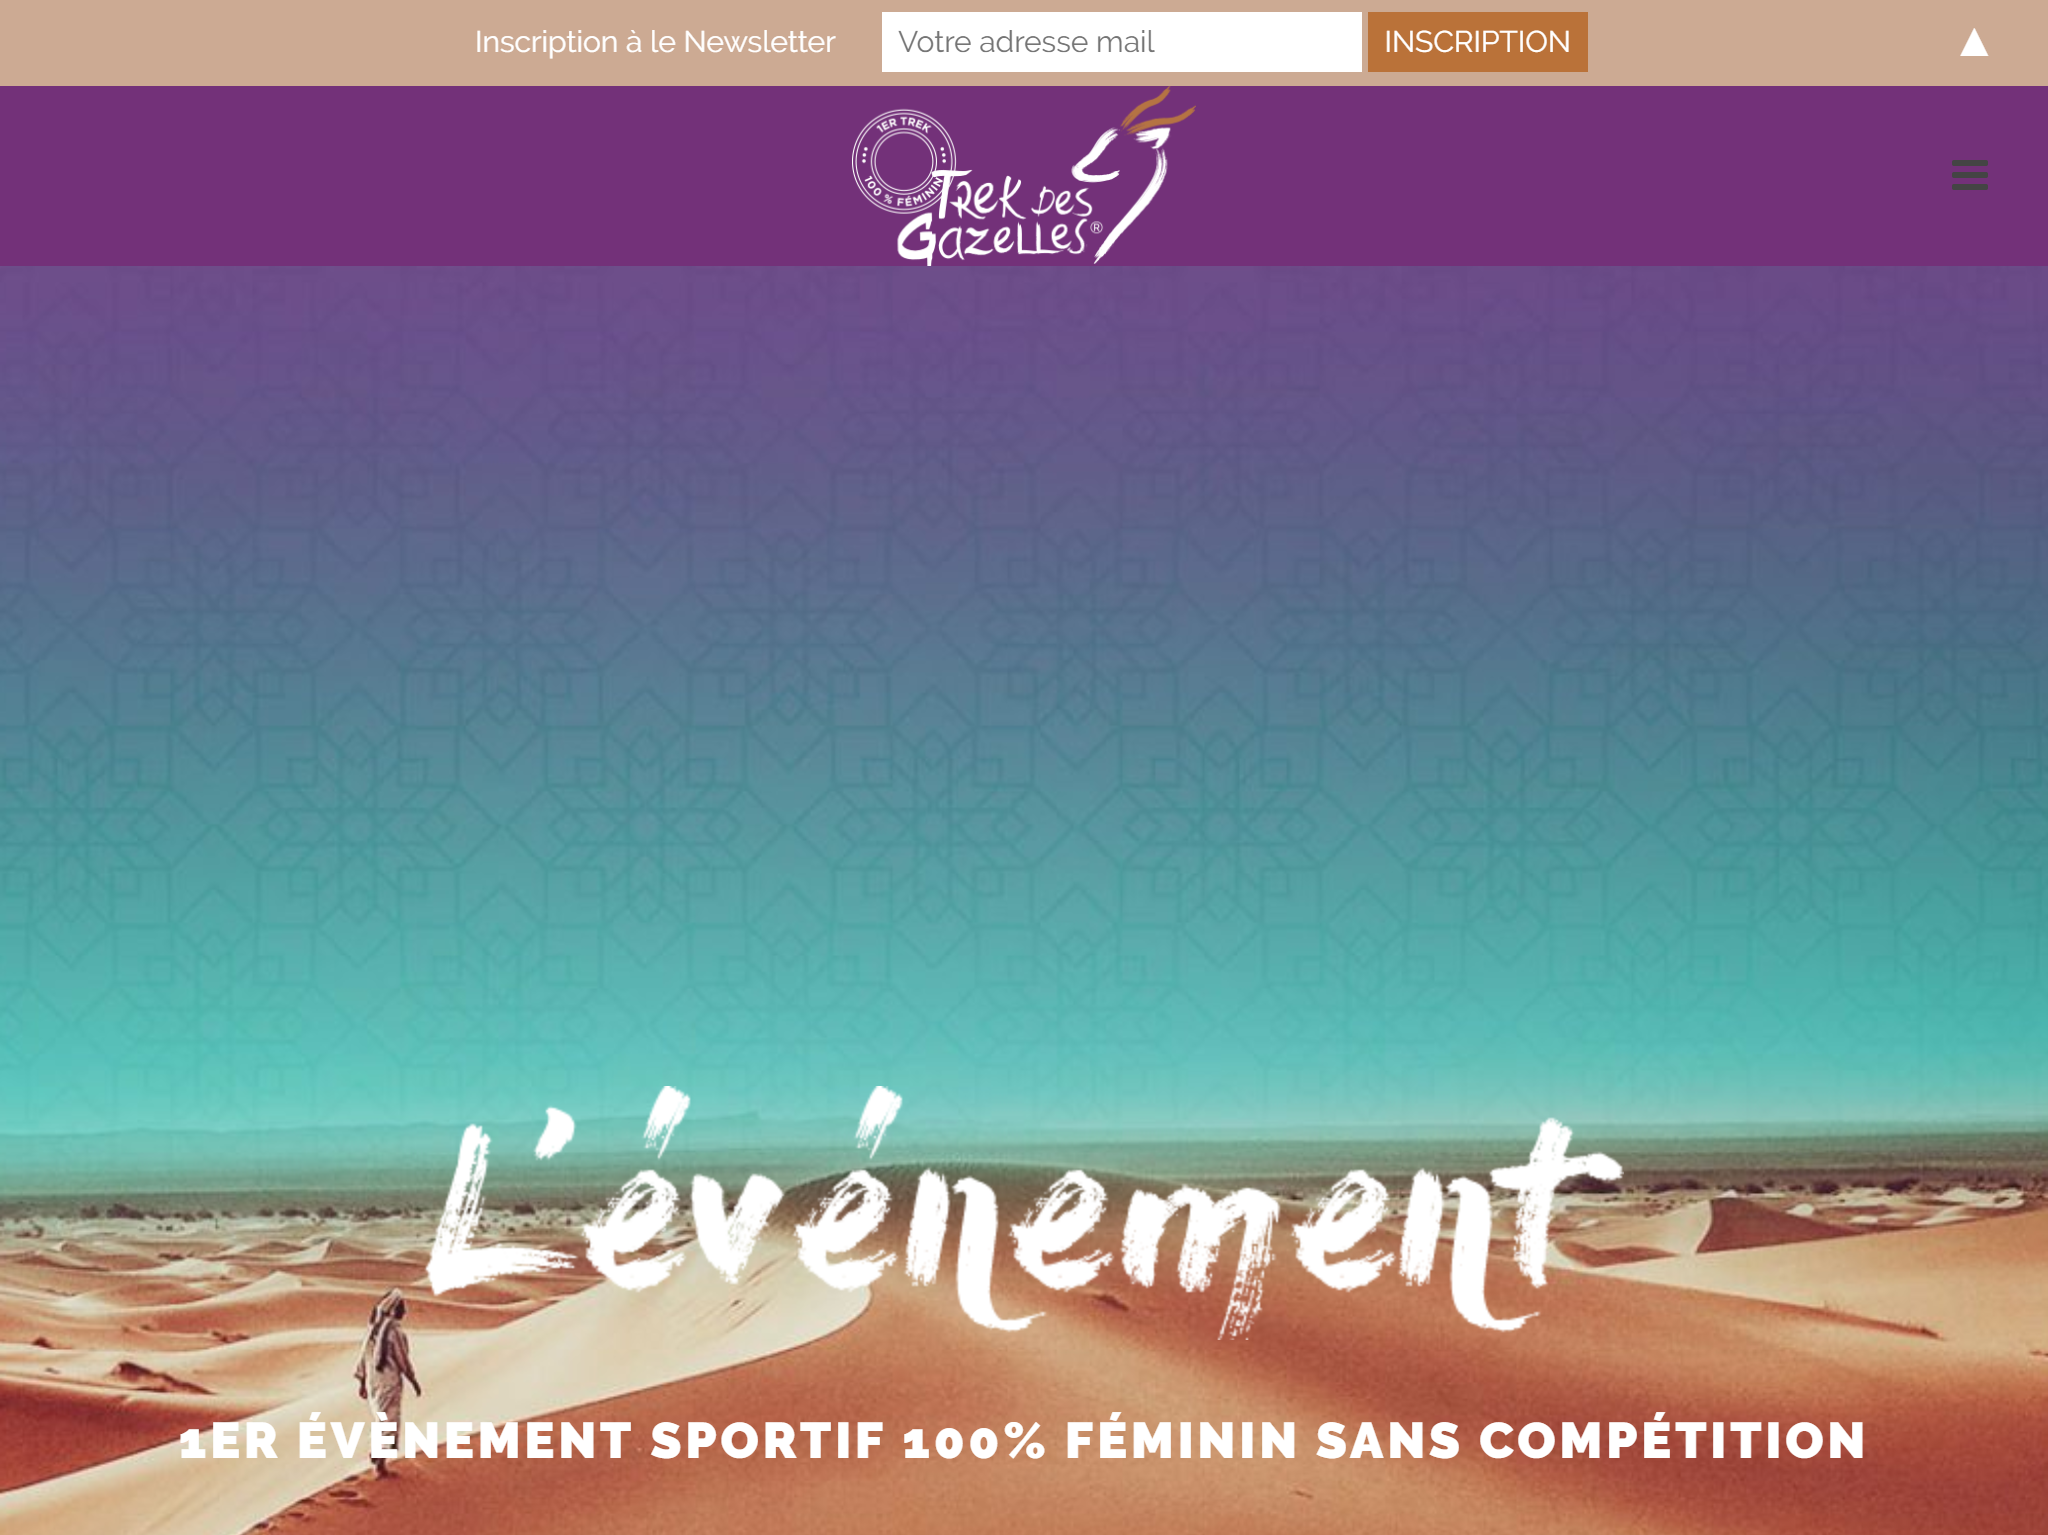 Inscription à le Newsletter
Votre adresse mail
INSCRIPTION
▲
1ER TREK
100 % FÉMININ
TREK DES
GAZELLES®
L'événement
1ER ÉVÈNEMENT SPORTIF 100% FÉMININ SANS COMPÉTITION